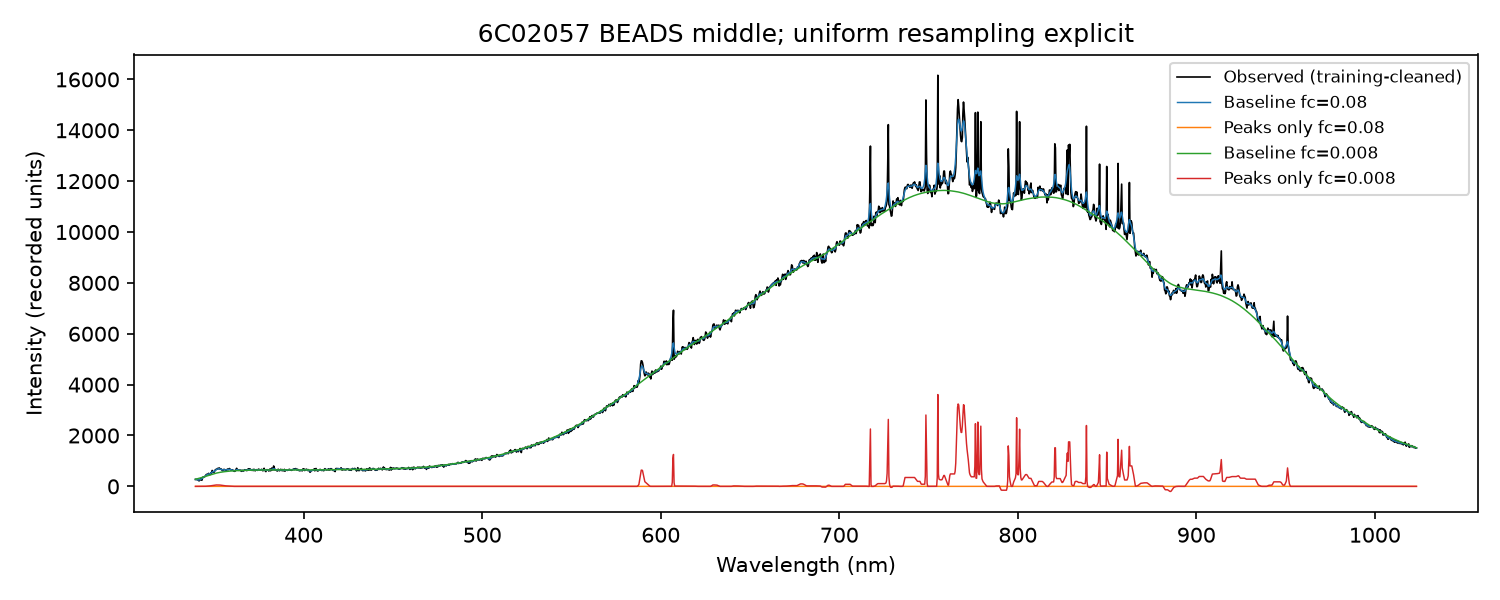 6C02057 BEADS middle; uniform resampling explicit
Observed (training-cleaned)
Baseline fc=0.08
Peaks only fc=0.08
Baseline fc=0.008
Peaks only fc=0.008
Intensity (recorded units)
16000
14000
12000
10000
8000
6000
4000
2000
0
400 500 600 700 800 900 1000
Wavelength (nm)